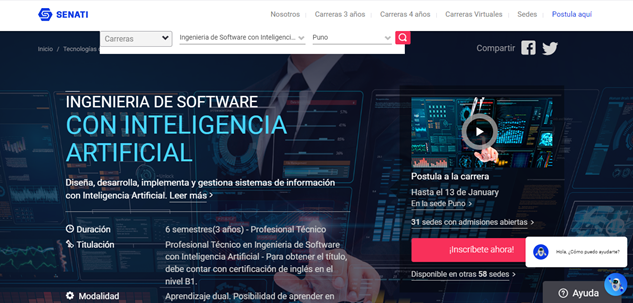 SENATI
Nosotros
Carreras 3 años
Carreras 4 años
Carreras Virtuales
Sedes
Postula aquí
Carreras
Ingenieria de Software con Inteligenci...
Puno
Inicio / Tecnologías
Compartir
INGENIERIA DE SOFTWARE
CON INTELIGENCIA
ARTIFICIAL
Diseña, desarrolla, implementa y gestiona sistemas de información
con Inteligencia Artificial. Leer más >
Duración
6 semestres(3 años) - Profesional Técnico
Titulación
Profesional Técnico en Ingenieria de Software
con Inteligencia Artificial - Para obtener el título,
debe contar con certificación de inglés en el
nivel B1.
Modalidad
Aprendizaje dual. Posibilidad de aprender en
Postula a la carrera
Hasta el 13 de January
En la sede Puno >
31 sedes con admisiones abiertas >
¡Inscríbete ahora!
Disponible en otras 58 sedes >
Hola, ¿Cómo puedo ayudarte?
Ayuda